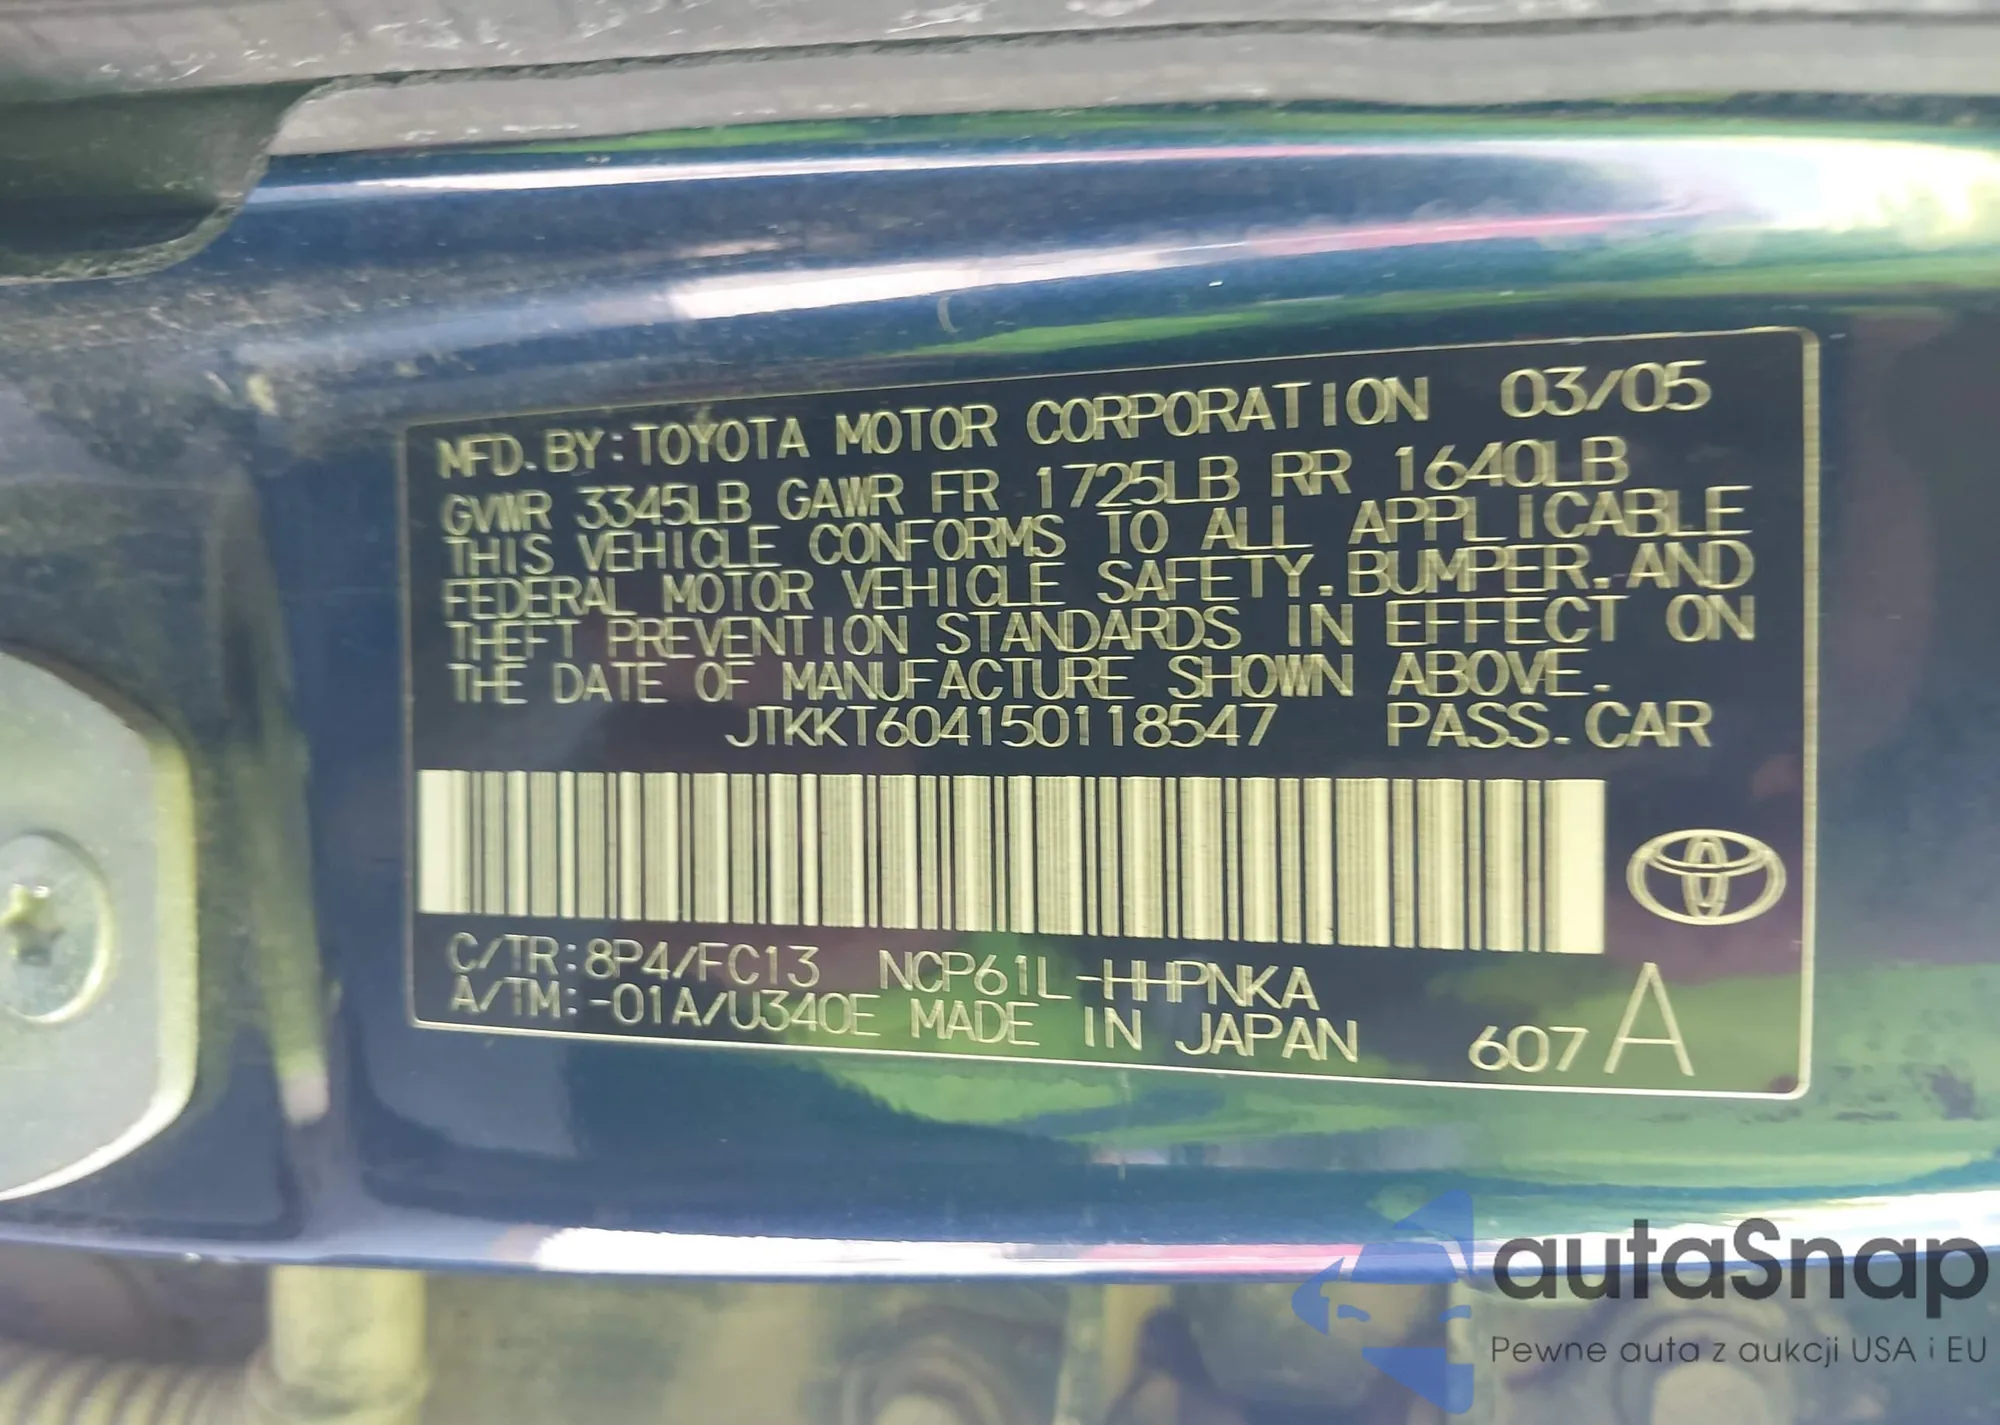 MFD. BY: TOYOTA MOTOR CORPORATION 03/05
GVWR 3345LB GAWR FR 1725LB RR 1640LB
THIS VEHICLE CONFORMS TO ALL APPLICABLE
FEDERAL MOTOR VEHICLE SAFETY. BUMPER. AND
THEFT PREVENTION STANDARDS IN EFFECT ON
THE DATE OF MANUFACTURE SHOWN ABOVE.
JTKKT604150118547 PASS. CAR
C/TR: 8P4/FC13 NCP61L-HHPNKA
A/TM: -01A/U340E MADE IN JAPAN 607 A
autaSnap
Pewne auta z aukcji USA i EU